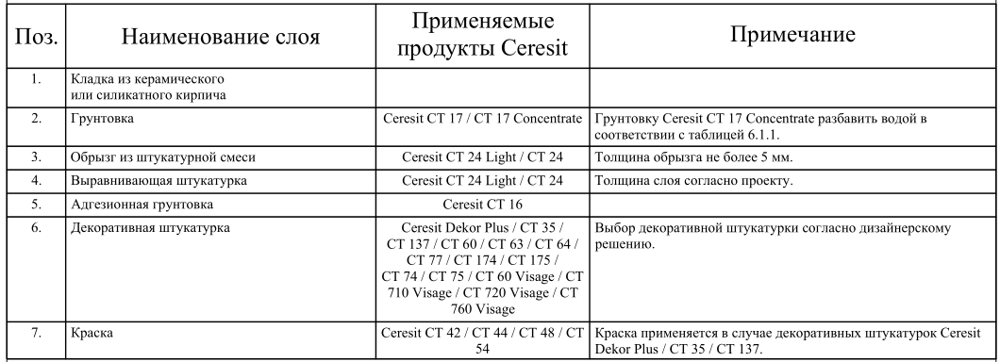 Поз.
Наименование слоя
Применяемые
продукты Ceresit
Примечание
1.
Кладка из керамического
или силикатного кирпича
2.
Грунтовка
Ceresit CT 17 / CT 17 Concentrate
Грунтовку Ceresit CT 17 Concentrate разбавить водой в
соответствии с таблицей 6.1.1.
3.
Обрызг из штукатурной смеси
Ceresit CT 24 Light / CT 24
Толщина обрызга не более 5 мм.
4.
Выравнивающая штукатурка
Ceresit CT 24 Light / CT 24
Толщина слоя согласно проекту.
5.
Адгезионная грунтовка
Ceresit CT 16
6.
Декоративная штукатурка
Ceresit Dekor Plus / CT 35 /
CT 137 / CT 60 / CT 63 / CT 64 /
CT 77 / CT 174 / CT 175 /
CT 74 / CT 75 / CT 60 Visage / CT
710 Visage / CT 720 Visage / CT
760 Visage
Выбор декоративной штукатурки согласно дизайнерскому
решению.
7.
Краска
Ceresit CT 42 / CT 44 / CT 48 / CT
54
Краска применяется в случае декоративных штукатурок Ceresit
Dekor Plus / CT 35 / CT 137.